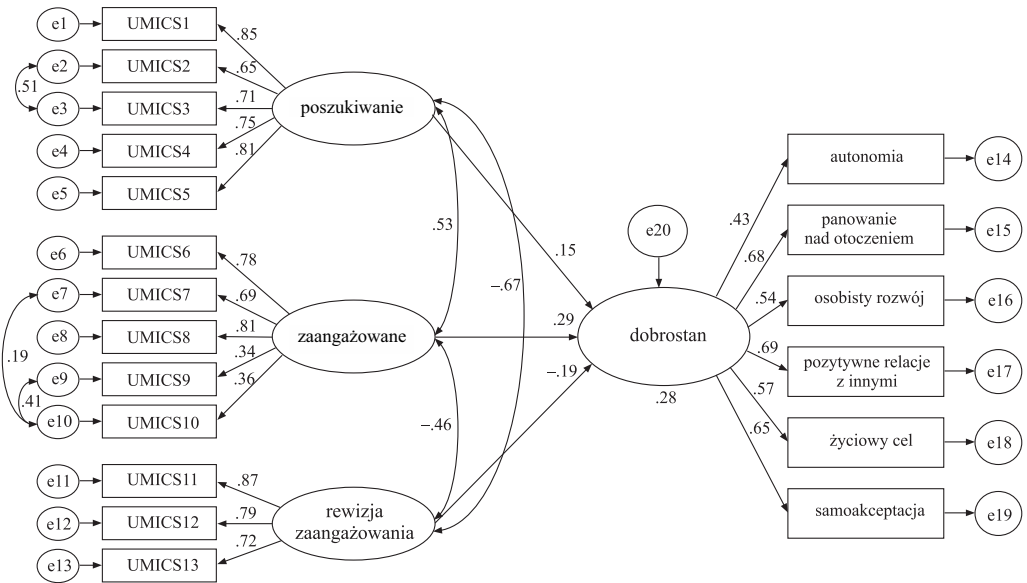 e1
UMICS1
.85
e2
UMICS2
.65
.51
e3
UMICS3
.71
poszukiwanie
e4
UMICS4
.75
e5
UMICS5
.81
e6
UMICS6
.78
e7
UMICS7
.69
e8
UMICS8
.81
zaangażowane
.19
e9
UMICS9
.34
.41
e10
UMICS10
.36
e11
UMICS11
.87
e12
UMICS12
.79
rewizja
zaangażowania
e13
UMICS13
.72
.53
–.67
–.46
.15
.29
–.19
e20
dobrostan
.28
.43
autonomia
e14
.68
panowanie
nad otoczeniem
e15
.54
osobisty rozwój
e16
.69
pozytywne relacje
z innymi
e17
.57
życiowy cel
e18
.65
samoakceptacja
e19